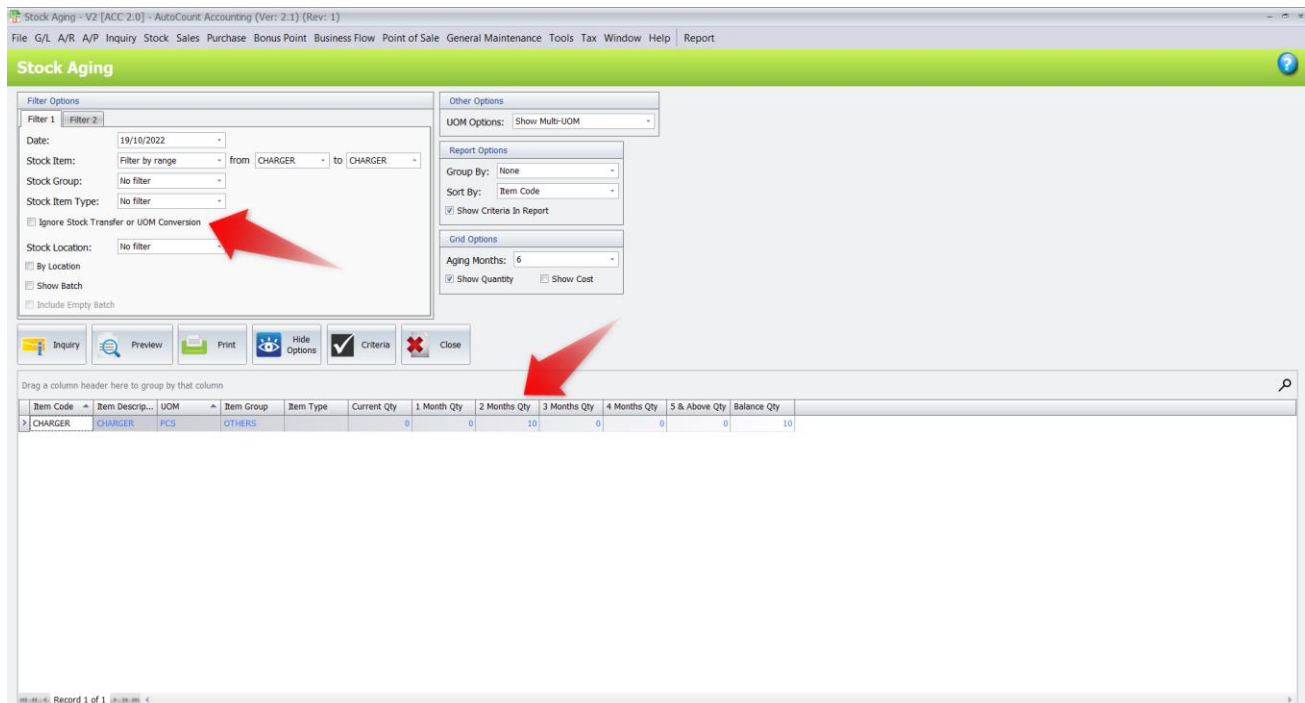 Stock Aging - V2 [ACC 2.0] - AutoCount Accounting (Ver: 2.1) (Rev: 1)
File G/L A/R A/P Inquiry Stock Sales Purchase Bonus Point Business Flow Point of Sale General Maintenance Tools Tax Window Help Report
Stock Aging
Filter Options
Filter 1 Filter 2
Date: 19/10/2022
Stock Item: Filter by range from CHARGER to CHARGER
Stock Group: No filter
Stock Item Type: No filter
Ignore Stock Transfer or UOM Conversion
Stock Location: No filter
By Location
Show Batch
Include Empty Batch
Other Options
UOM Options: Show Multi-UOM
Report Options
Group By: None
Sort By: Item Code
Show Criteria In Report
Grid Options
Aging Months: 6
Show Quantity Show Cost
Inquiry Preview Print Hide Options Criteria Close
Drag a column header here to group by that column
Item Code Item Descrip... UOM Item Group Item Type Current Qty 1 Month Qty 2 Months Qty 3 Months Qty 4 Months Qty 5 & Above Qty Balance Qty
CHARGER CHARGER PCS OTHERS 0 0 10 0 0 0 10
Record 1 of 1